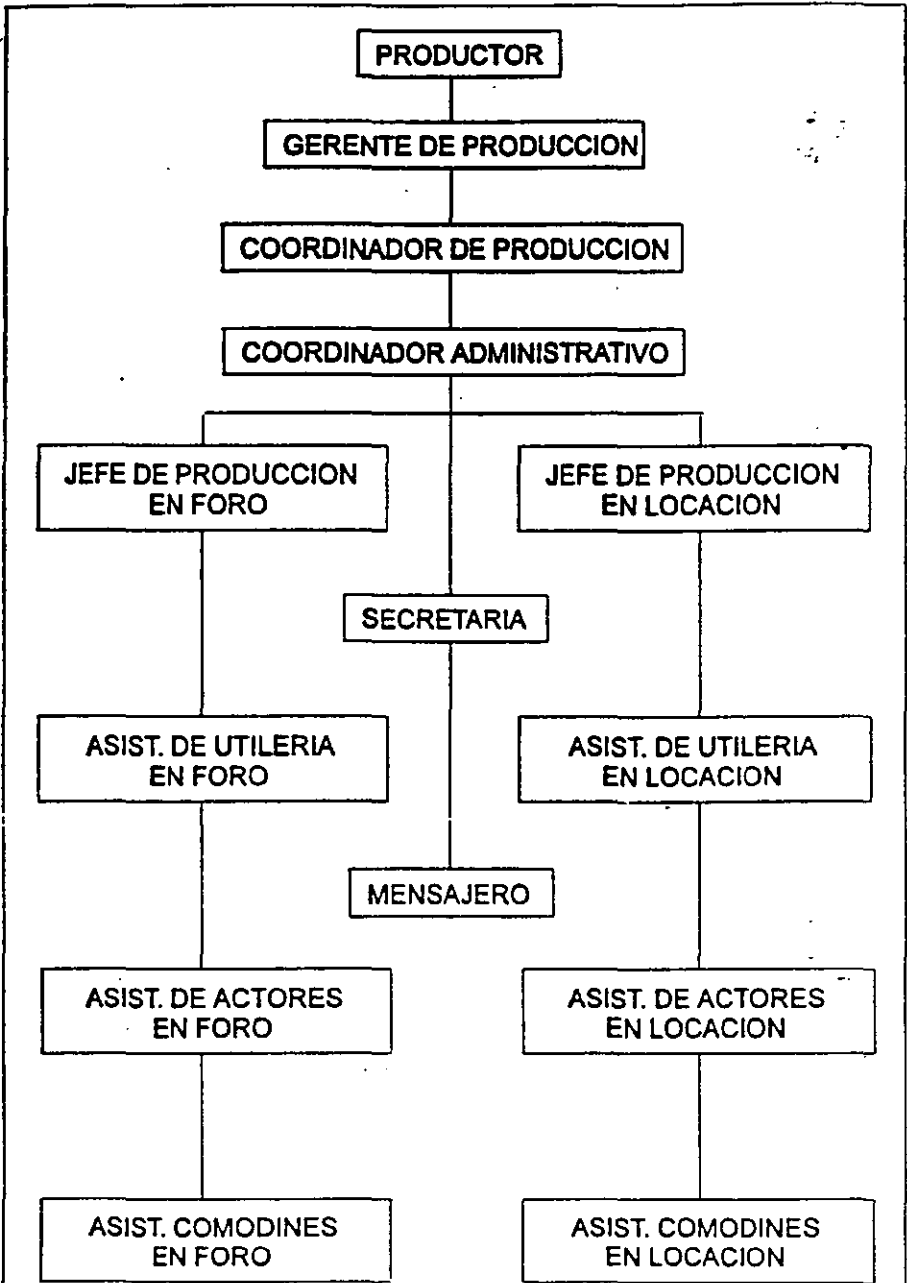 PRODUCTOR
GERENTE DE PRODUCCION
COORDINADOR DE PRODUCCION
COORDINADOR ADMINISTRATIVO
JEFE DE PRODUCCION
EN FORO
JEFE DE PRODUCCION
EN LOCACION
SECRETARIA
ASIST. DE UTILERIA
EN FORO
ASIST. DE UTILERIA
EN LOCACION
MENSAJERO
ASIST. DE ACTORES
EN FORO
ASIST. DE ACTORES
EN LOCACION
ASIST. COMODINES
EN FORO
ASIST. COMODINES
EN LOCACION